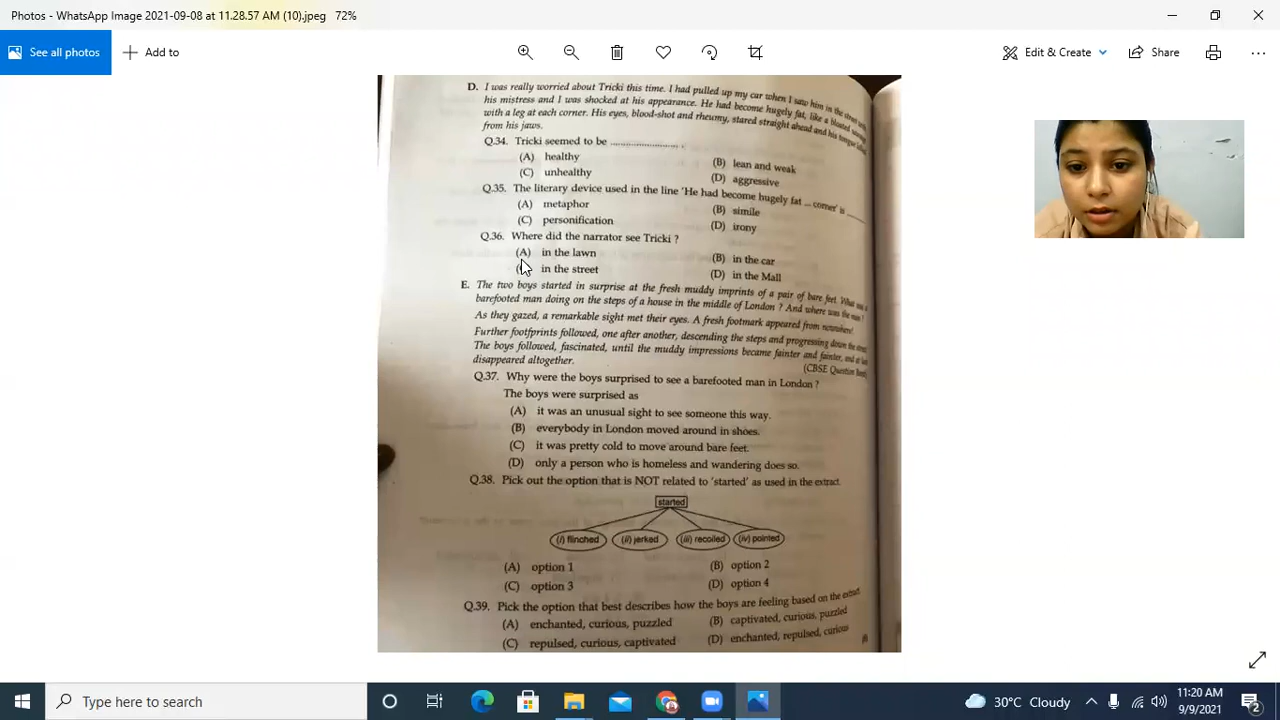 Photos - WhatsApp Image 2021-09-08 at 11.28.57 AM (10).jpeg 72%
See all photos
Add to
Edit & Create
Share
D. I was really worried about Tricki this time. I had pulled up my car when I saw him in the street with
his mistress and I was shocked at his appearance. He had become hugely fat, like a bloated sausage
with a leg at each corner. His eyes, blood-shot and rheumy, stared straight ahead and his tongue lolled
from his jaws.
Q.34. Tricki seemed to be ........................ .
(A) healthy
(B) lean and weak
(C) unhealthy
(D) aggressive
Q.35. The literary device used in the line 'He had become hugely fat ... corner' is ____
(A) metaphor
(B) simile
(C) personification
(D) irony
Q.36. Where did the narrator see Tricki ?
(A) in the lawn
(B) in the car
in the street
(D) in the Mall
E. The two boys started in surprise at the fresh muddy imprints of a pair of bare feet. What was a
barefooted man doing on the steps of a house in the middle of London ? And where was the man ?
As they gazed, a remarkable sight met their eyes. A fresh footmark appeared from nowhere!
Further footfprints followed, one after another, descending the steps and progressing down the street.
The boys followed, fascinated, until the muddy impressions became fainter and fainter, and at last
disappeared altogether.
(CBSE Question Bank)
Q.37. Why were the boys surprised to see a barefooted man in London ?
The boys were surprised as
(A) it was an unusual sight to see someone this way.
(B) everybody in London moved around in shoes.
(C) it was pretty cold to move around bare feet.
(D) only a person who is homeless and wandering does so.
Q.38. Pick out the option that is NOT related to 'started' as used in the extract.
started
(i) flinched (ii) jerked (iii) recoiled (iv) pointed
(A) option 1
(B) option 2
(C) option 3
(D) option 4
Q.39. Pick the option that best describes how the boys are feeling based on the extract.
(A) enchanted, curious, puzzled
(B) captivated, curious, puzzled
(C) repulsed, curious, captivated
(D) enchanted, repulsed, curious
Type here to search
30°C Cloudy
11:20 AM
9/9/2021
2